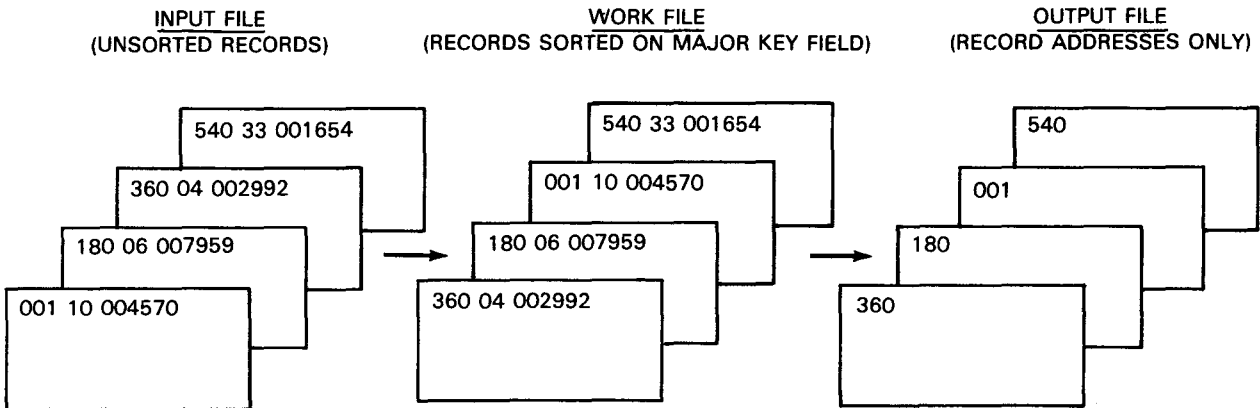 INPUT FILE
(UNSORTED RECORDS)
WORK FILE
(RECORDS SORTED ON MAJOR KEY FIELD)
OUTPUT FILE
(RECORD ADDRESSES ONLY)
540 33 001654
360 04 002992
180 06 007959
001 10 004570
540 33 001654
001 10 004570
180 06 007959
360 04 002992
540
001
180
360